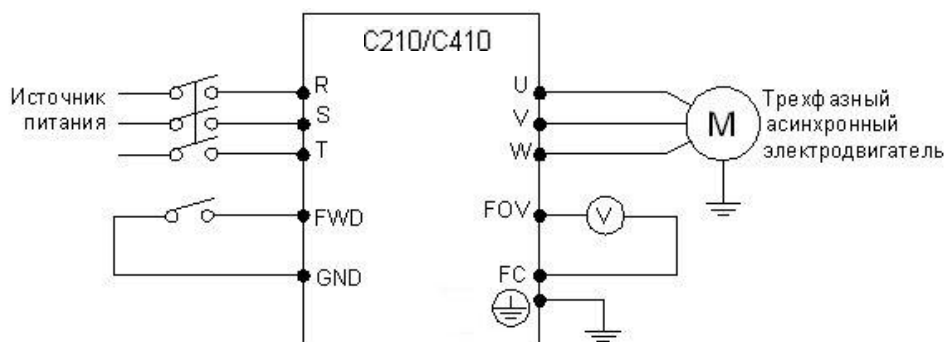 C210/C410
Источник
питания
R
S
T
FWD
GND
U
V
W
FOV
FC
V
M
Трехфазный
асинхронный
электродвигатель